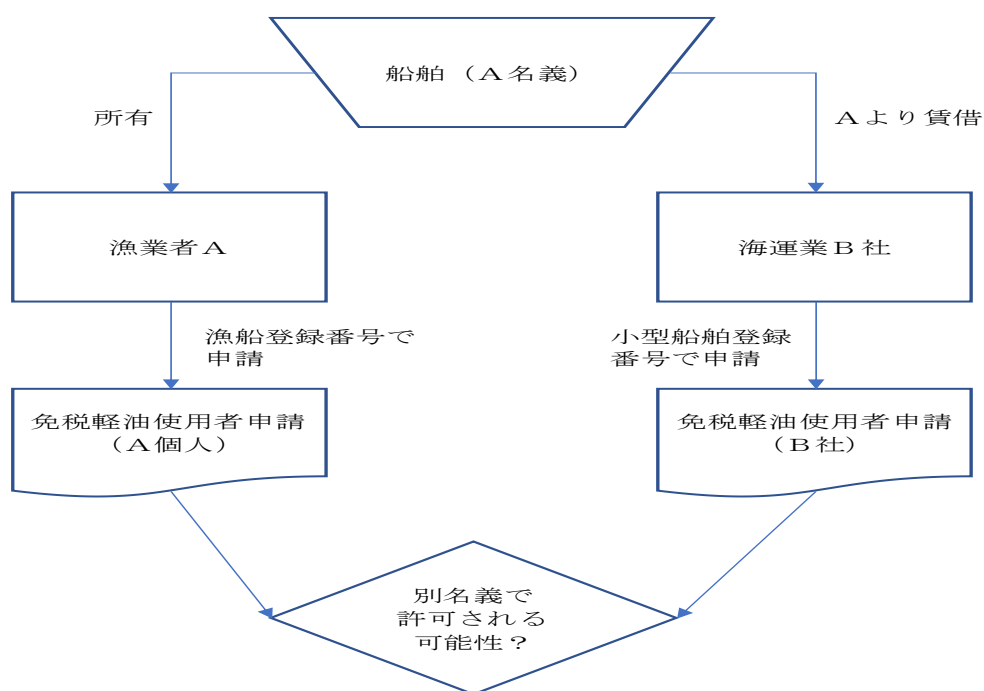 船舶（A名義）
所有
Aより賃借
漁業者A
海運業B社
漁船登録番号で
申請
小型船舶登録
番号で申請
免税軽油使用者申請
（A個人）
免税軽油使用者申請
（B社）
別名義で
許可される
可能性？